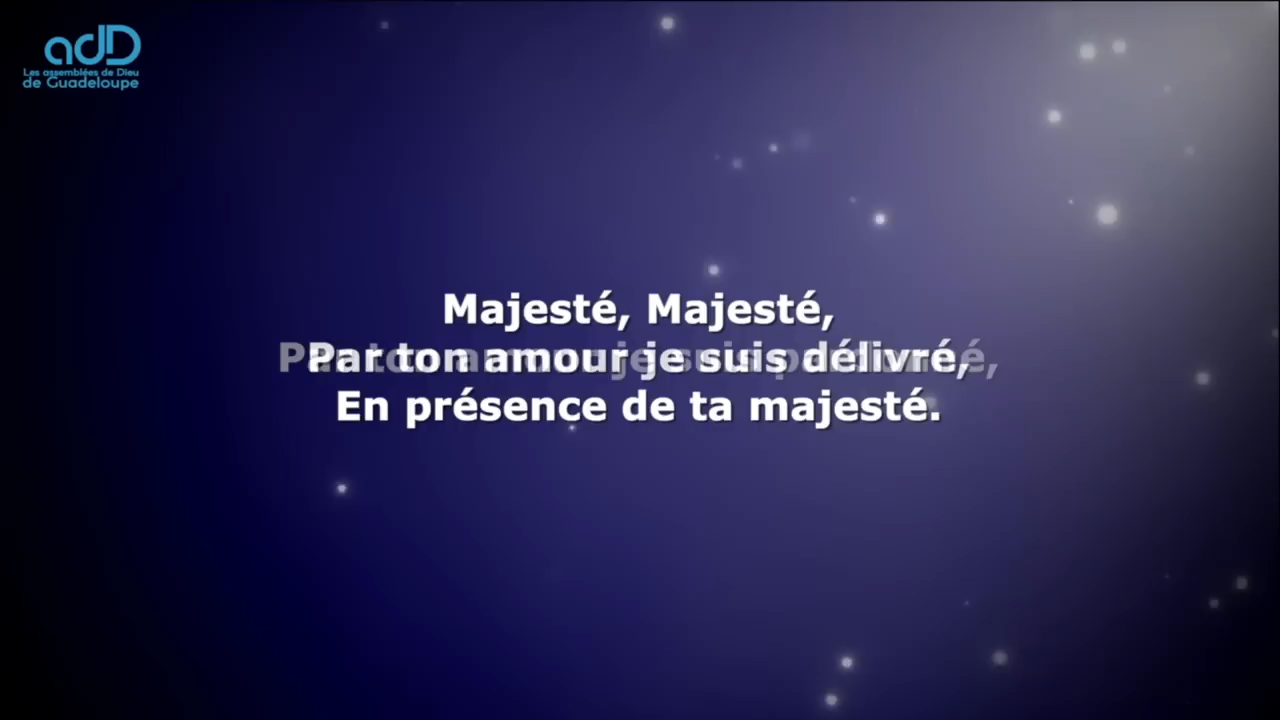 adD
Les assemblées de Dieu
de Guadeloupe
Majesté, Majesté,
Par ton amour je suis délivré,
En présence de ta majesté.